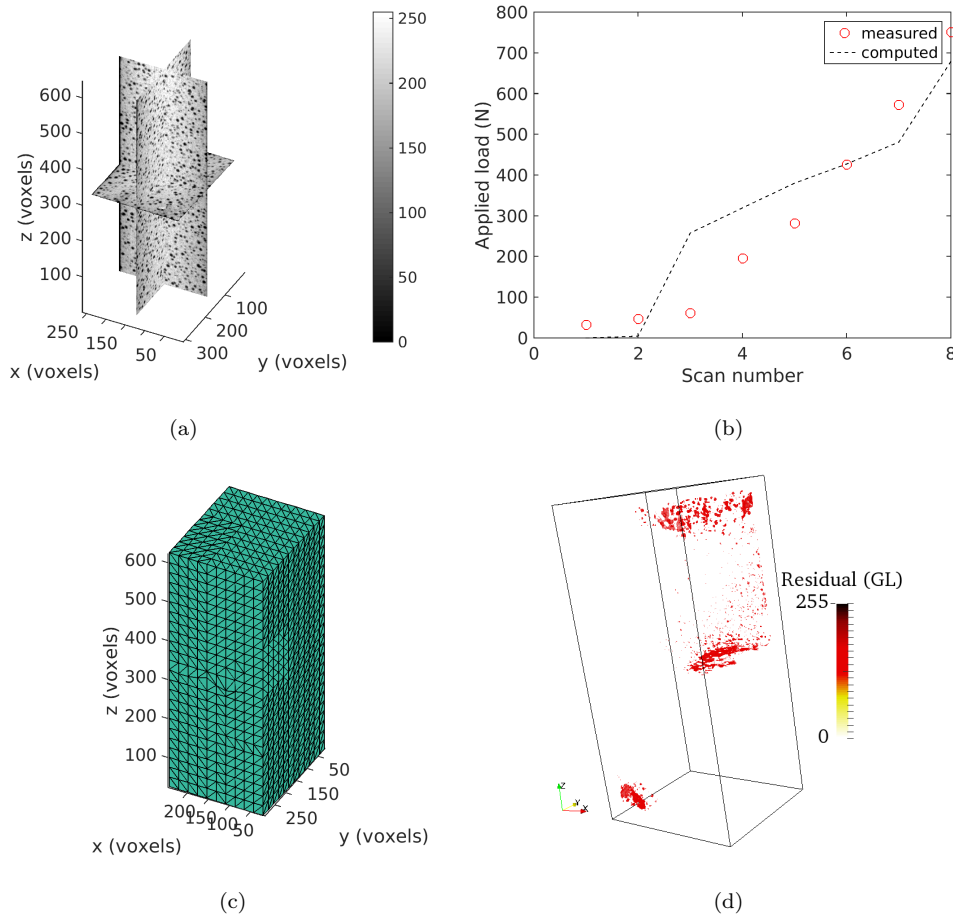 250
200
150
100
50
0
600
500
400
300
200
100
z (voxels)
250
150
50
x (voxels)
100
200
300
y (voxels)
(a)
800
700
600
500
400
300
200
100
0
Applied load (N)
measured
computed
0 2 4 6 8
Scan number
(b)
600
500
400
300
200
100
z (voxels)
200 150 100 50
x (voxels)
50
150
250
y (voxels)
(c)
Residual (GL)
255
0
Z
Y
X
(d)